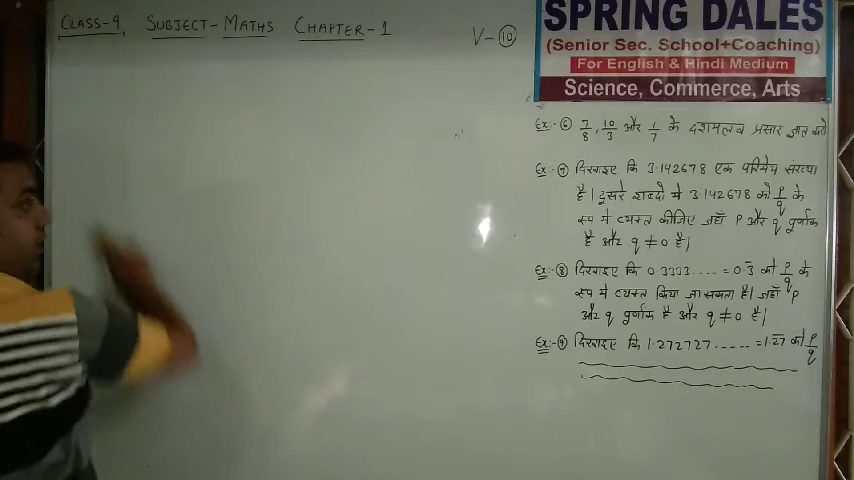 CLASS-9, SUBJECT-MATHS CHAPTER-1
V-⑩
SPRING DALES
(Senior Sec. School+Coaching)
For English & Hindi Medium
Science, Commerce, Arts
Ex:-⑥ 7/8, 10/3 और 1/7 के दशमलव प्रसार ज्ञात करो
Ex:-⑦ दिखाइए कि 3.142678 एक परिमेय संख्या
है। दूसरे शब्दो मे 3.142678 को p/q के
रूप मे व्यक्त कीजिए जहाँ P और q पूर्णांक
है और q ≠ 0 है।
Ex:-⑧ दिखाइए कि 0.3333.... = 0.3̅ को p/q के
रूप मे व्यक्त किया जा सकता है। जहाँ P
और q पूर्णांक है और q ≠ 0 है।
Ex:-⑨ दिखाइए कि 1.272727..... = 1.2̅7̅ को p/q